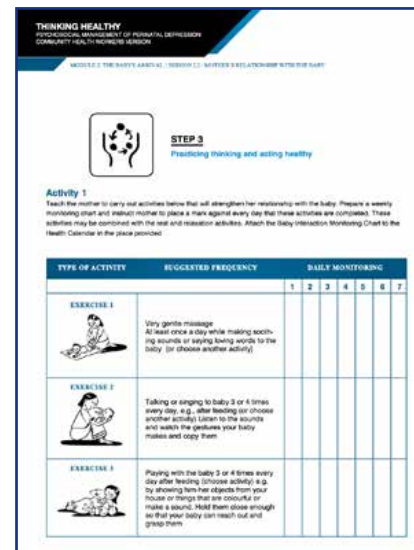 THINKING HEALTHY
PSYCHOSOCIAL MANAGEMENT OF PERINATAL DEPRESSION
COMMUNITY HEALTH WORKERS VERSION
MODULE 2: THE BABY'S ARRIVAL | SESSION 2.2: MOTHER'S RELATIONSHIP WITH THE BABY
STEP 3
Practicing thinking and acting healthy
Activity 1
Teach the mother to carry out activities below that will strengthen her relationship with the baby. Prepare a weekly
monitoring chart and instruct mother to place a mark against every day that these activities are completed. These
activities may be combined with the rest and relaxation activities. Attach the Baby Interaction Monitoring Chart to the
Health Calendar in the place provided
TYPE OF ACTIVITY SUGGESTED FREQUENCY DAILY MONITORING
1 2 3 4 5 6 7
EXERCISE 1
Very gentle massage
At least once a day while making sooth-
ing sounds or saying loving words to the
baby (or choose another activity)
EXERCISE 2
Talking or singing to baby 3 or 4 times
every day, e.g., after feeding (or choose
another activity) Listen to the sounds
and watch the gestures your baby
makes and copy them
EXERCISE 3
Playing with the baby 3 or 4 times every
day after feeding (choose activity) e.g.
by showing him/her objects from your
house or things that are colourful or
make a sound. Hold them close enough
so that your baby can reach out and
grasp them